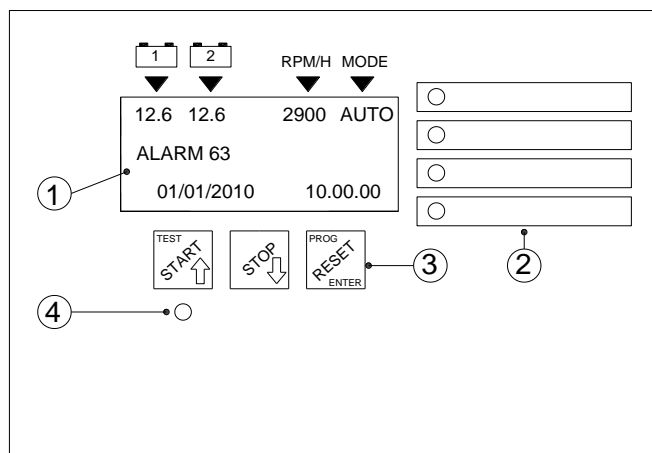 1 2
RPM/H MODE
12.6 12.6 2900 AUTO
ALARM 63
01/01/2010 10.00.00
1
2
3
TEST
START
STOP
PROG
RESET
ENTER
4